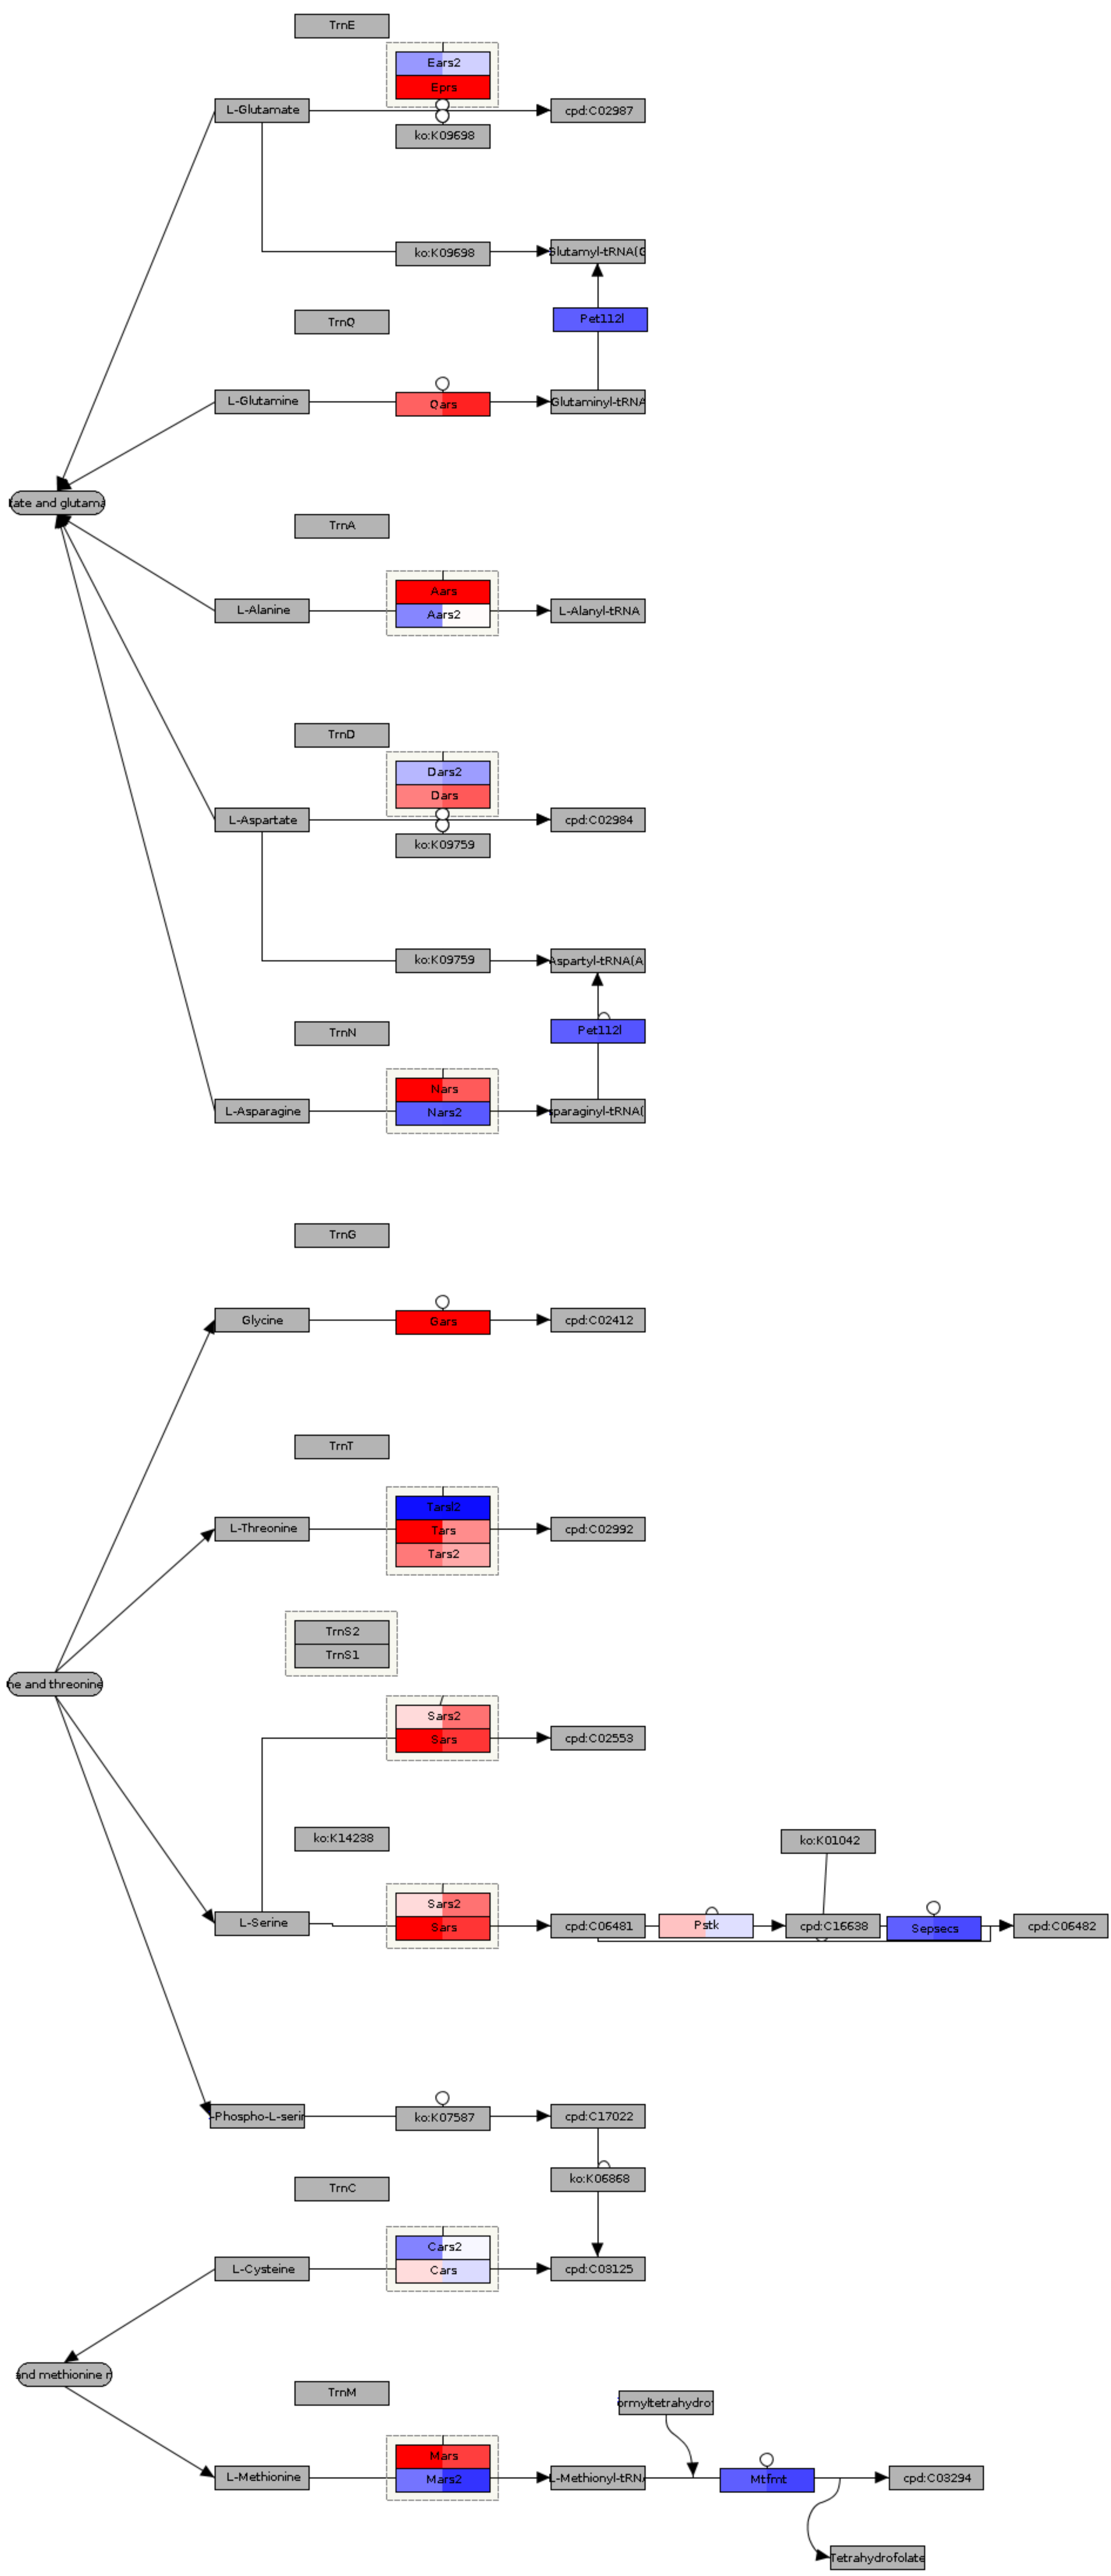 TrnE
Ears2
Eprs
L-Glutamate
cpd:C02987
ko:K09698
ko:K09698
Glutamyl-tRNA(G
TrnQ
Pet112l
L-Glutamine
Qars
Glutaminyl-tRNA
tate and glutama
TrnA
Aars
L-Alanine
Aars2
L-Alanyl-tRNA
TrnD
Dars2
Dars
L-Aspartate
cpd:C02984
ko:K09759
ko:K09759
Aspartyl-tRNA(A
TrnN
Pet112l
Nars
L-Asparagine
Nars2
sparaginyl-tRNA(
TrnG
Glycine
Gars
cpd:C02412
TrnT
Tarsl2
L-Threonine
Tars
cpd:C02992
Tars2
TrnS2
TrnS1
ne and threonine
Sars2
Sars
cpd:C02553
ko:K14238
ko:K01042
Sars2
L-Serine
Sars
cpd:C06481
Pstk
cpd:C16638
Sepsecs
cpd:C06482
-Phospho-L-serin
ko:K07587
cpd:C17022
ko:K06868
TrnC
Cars2
L-Cysteine
Cars
cpd:C03125
and methionine m
TrnM
ormyltetrahydro
Mars
L-Methionine
Mars2
L-Methionyl-tRNA
Mtfmt
cpd:C03294
Tetrahydrofolate